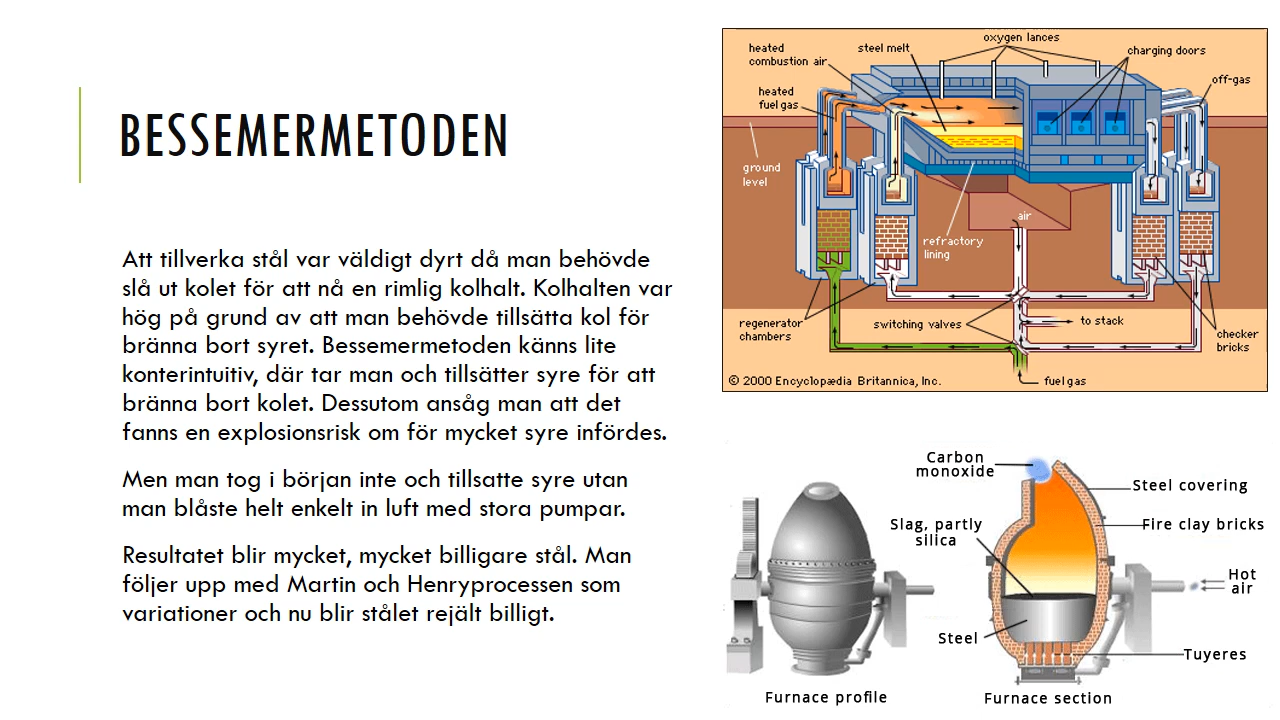 BESSEMERMETODEN
Att tillverka stål var väldigt dyrt då man behövde
slå ut kolet för att nå en rimlig kolhalt. Kolhalten var
hög på grund av att man behövde tillsätta kol för
bränna bort syret. Bessemermetoden känns lite
konterintuitiv, där tar man och tillsätter syre för att
bränna bort kolet. Dessutom ansåg man att det
fanns en explosionsrisk om för mycket syre infördes.
Men man tog i början inte och tillsatte syre utan
man blåste helt enkelt in luft med stora pumpar.
Resultatet blir mycket, mycket billigare stål. Man
följer upp med Martin och Henryprocessen som
variationer och nu blir stålet rejält billigt.
oxygen lances
heated
combustion air
steel melt
charging doors
off-gas
heated
fuel gas
ground
level
air
refractory
lining
regenerator
chambers
switching valves
to stack
checker
bricks
© 2000 Encyclopædia Britannica, Inc.
fuel gas
Carbon
monoxide
Steel covering
Slag, partly
silica
Fire clay bricks
Hot
air
Steel
Tuyeres
Furnace profile
Furnace section